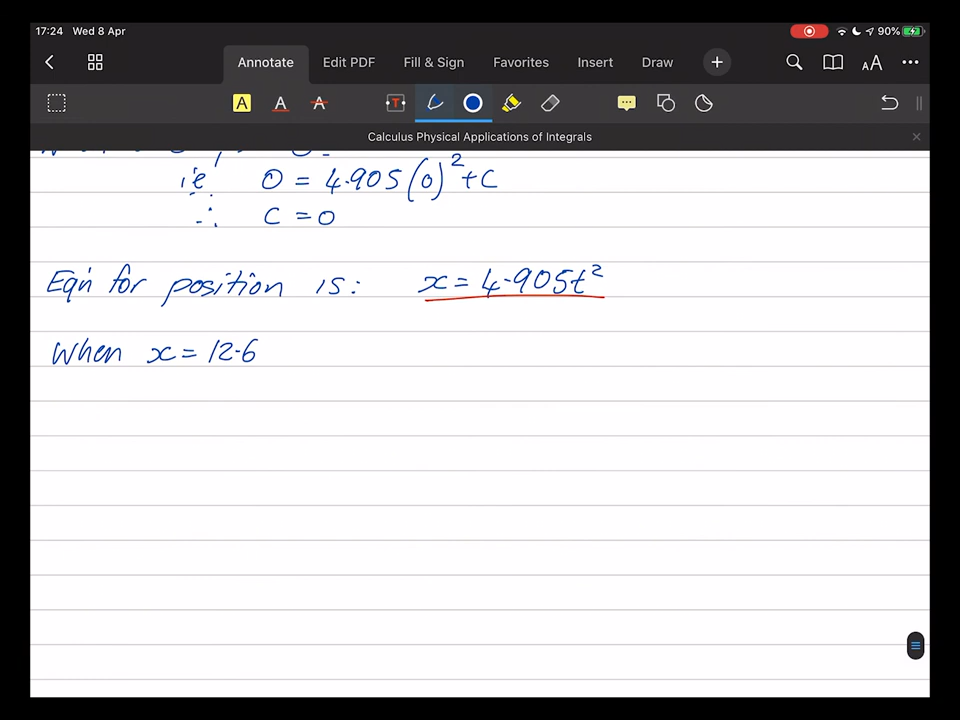 17:24 Wed 8 Apr 90%
Annotate Edit PDF Fill & Sign Favorites Insert Draw
Calculus Physical Applications of Integrals
ie 0 = 4.905(0)² + C
∴ C = 0
Eq'n for position is: x = 4.905t²
When x = 12.6